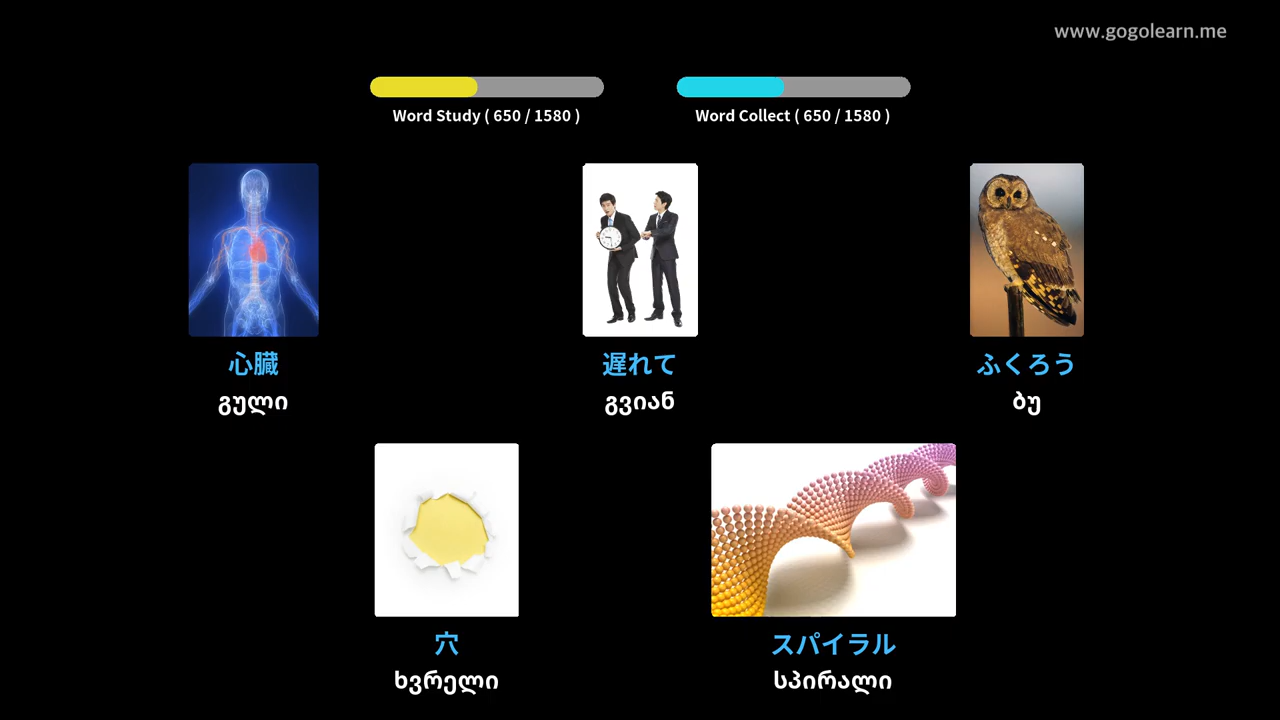 www.gogolearn.me
Word Study ( 650 / 1580 )
Word Collect ( 650 / 1580 )
心臓
遅れて
ふくろう
გული
გვიან
ბუ
穴
スパイラル
ხვრელი
სპირალი